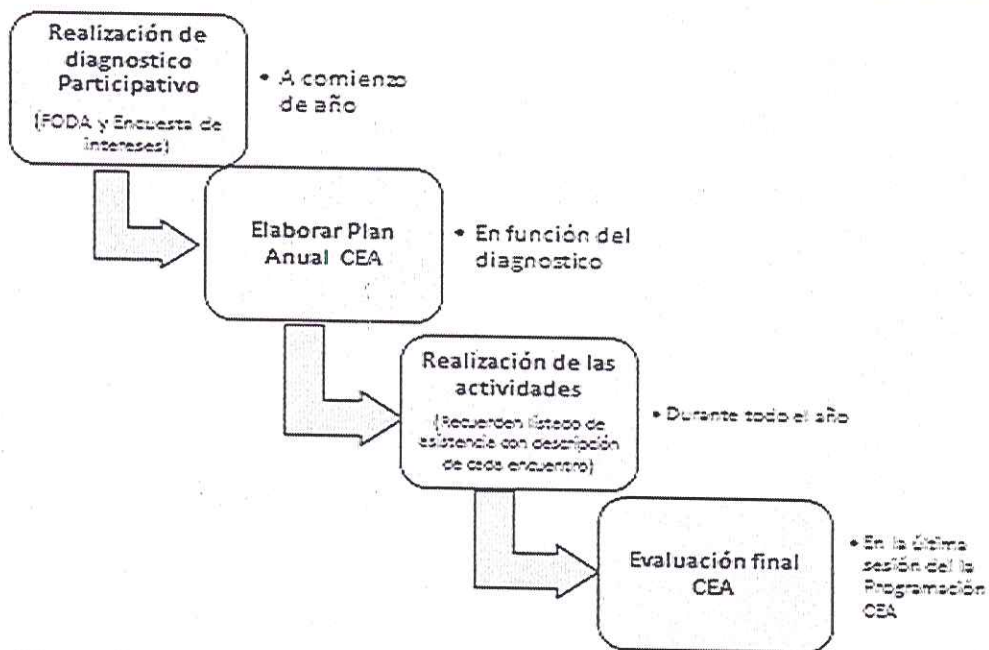 Realización de
diagnostico
Participativo
(FODA y Encuesta de
intereses)
• A comienzo
de año
Elaborar Plan
Anual CEA
• En función del
diagnostico
Realización de las
actividades
(Recuerden listado de
asistencia con descripción
de cada encuentro)
• Durante todo el año
Evaluación final
CEA
• En la última
sesión del la
Programación
CEA